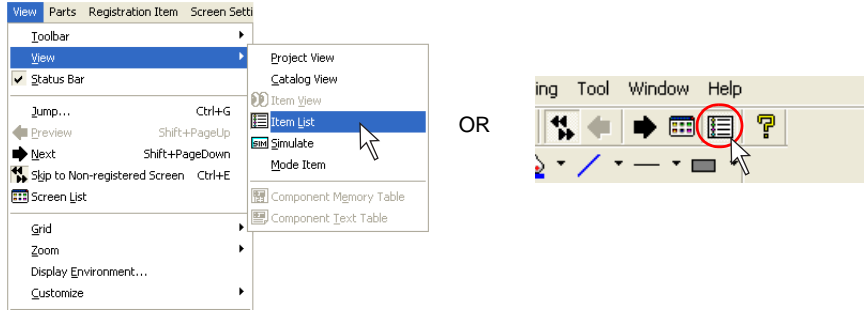 View Parts Registration Item Screen Setti
Toolbar
View
Status Bar
Jump... Ctrl+G
Preview Shift+PageUp
Next Shift+PageDown
Skip to Non-registered Screen Ctrl+E
Screen List
Grid
Zoom
Display Environment...
Customize
Project View
Catalog View
Item View
Item List
SIM Simulate
Mode Item
Component Memory Table
Component Text Table
OR
ing Tool Window Help